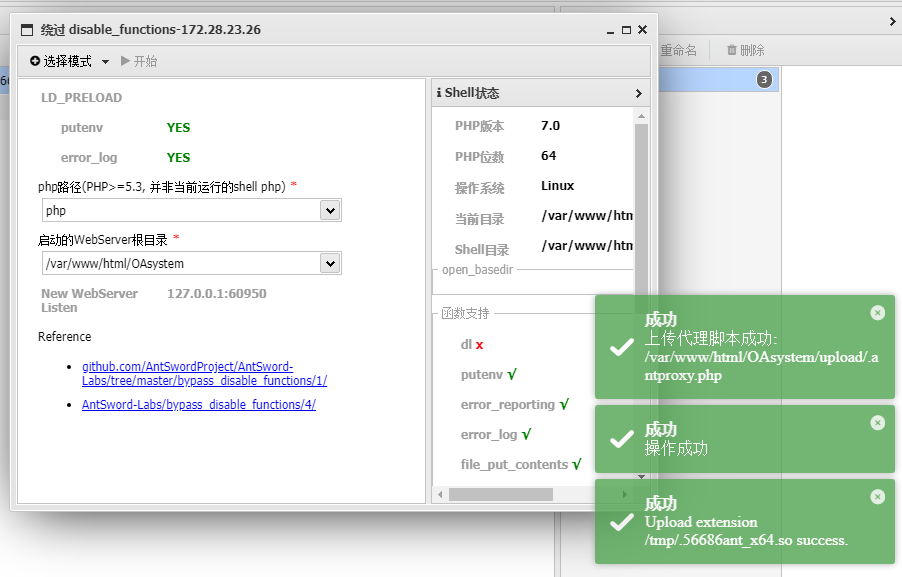 绕过 disable_functions-172.28.23.26
选择模式
开始
重命名
删除
3
LD_PRELOAD
putenv YES
error_log YES
php路径(PHP>=5.3, 并非当前运行的shell php) *
php
启动的WebServer根目录 *
/var/www/html/OAsystem
New WebServer 127.0.0.1:60950
Listen
Reference
github.com/AntSwordProject/AntSword-
Labs/tree/master/bypass_disable_functions/1/
AntSword-Labs/bypass_disable_functions/4/
Shell状态
PHP版本 7.0
PHP位数 64
操作系统 Linux
当前目录 /var/www/htm
Shell目录 /var/www/htm
open_basedir
函数支持
dl x
putenv √
error_reporting √
error_log √
file_put_contents √
成功
上传代理脚本成功:
/var/www/html/OAsystem/upload/.a
ntproxy.php
成功
操作成功
成功
Upload extension
/tmp/.56686ant_x64.so success.